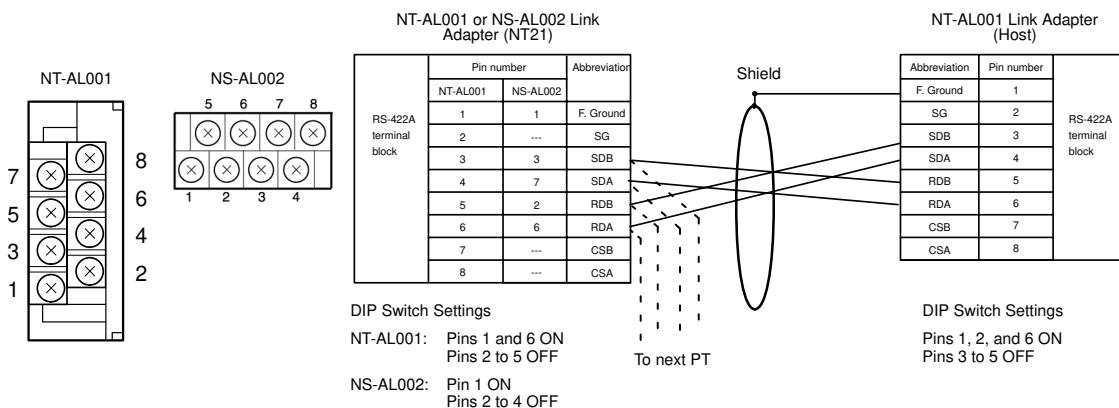 NT-AL001
7
5
3
1
8
6
4
2
NS-AL002
5 6 7 8
1 2 3 4
NT-AL001 or NS-AL002 Link
Adapter (NT21)
RS-422A
terminal
block
Pin number Abbreviation
NT-AL001 NS-AL002
1 1 F. Ground
2 --- SG
3 3 SDB
4 7 SDA
5 2 RDB
6 6 RDA
7 --- CSB
8 --- CSA
DIP Switch Settings
NT-AL001: Pins 1 and 6 ON
Pins 2 to 5 OFF
NS-AL002: Pin 1 ON
Pins 2 to 4 OFF
To next PT
Shield
NT-AL001 Link Adapter
(Host)
Abbreviation Pin number
F. Ground 1
SG 2
SDB 3
SDA 4
RDB 5
RDA 6
CSB 7
CSA 8
RS-422A
terminal
block
DIP Switch Settings
Pins 1, 2, and 6 ON
Pins 3 to 5 OFF